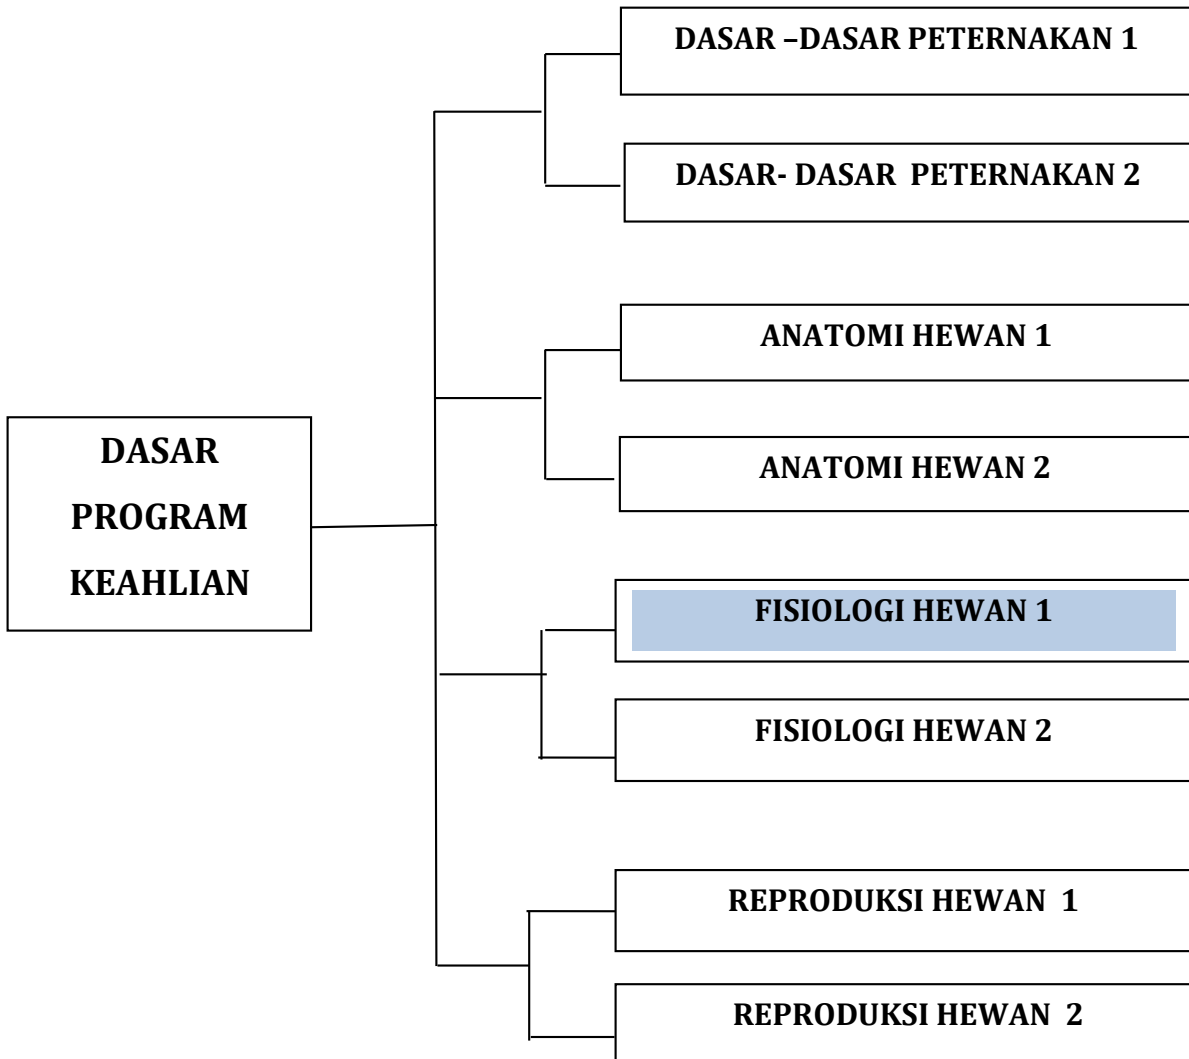 DASAR –DASAR PETERNAKAN 1
DASAR- DASAR  PETERNAKAN 2
ANATOMI HEWAN 1
ANATOMI HEWAN 2
DASAR
PROGRAM
KEAHLIAN
FISIOLOGI HEWAN 1
FISIOLOGI HEWAN 2
REPRODUKSI HEWAN  1
REPRODUKSI HEWAN  2